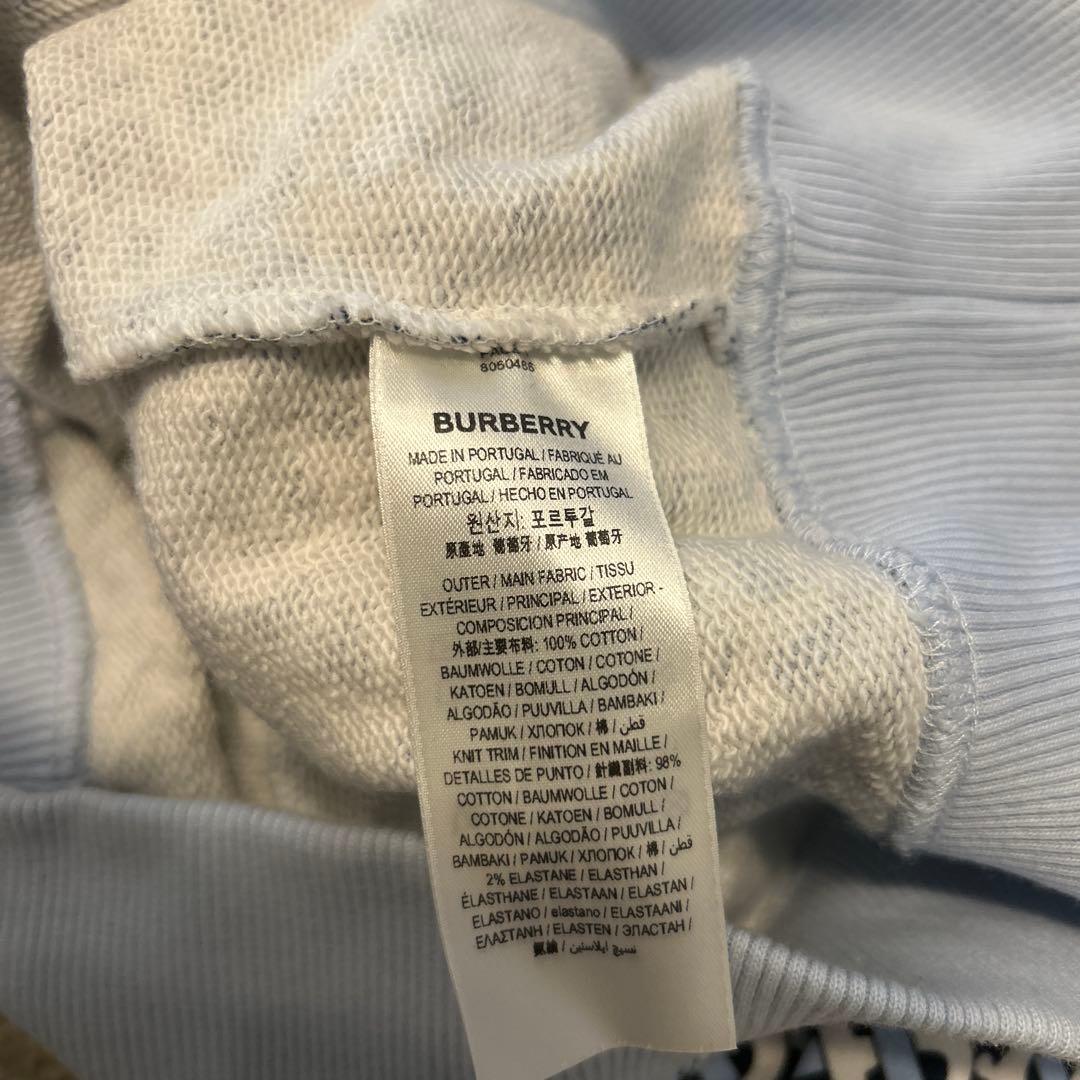 8060486
BURBERRY
MADE IN PORTUGAL / FABRIQUÉ AU
PORTUGAL / FABRICADO EM
PORTUGAL / HECHO EN PORTUGAL
원산지: 포르투갈
原產地 葡萄牙 / 原产地 葡萄牙
OUTER / MAIN FABRIC / TISSU
EXTÉRIEUR / PRINCIPAL / EXTERIOR -
COMPOSICION PRINCIPAL /
外部/主要布料: 100% COTTON /
BAUMWOLLE / COTON / COTONE /
KATOEN / BOMULL / ALGODÓN /
ALGODÃO / PUUVILLA / BAMBAKI /
PAMUK / ХЛОПОК / 棉 / قطن /
KNIT TRIM / FINITION EN MAILLE /
DETALLES DE PUNTO / 針織副料: 98%
COTTON / BAUMWOLLE / COTON /
COTONE / KATOEN / BOMULL /
ALGODÓN / ALGODÃO / PUUVILLA /
BAMBAKI / PAMUK / ХЛОПОК / 棉 / قطن /
2% ELASTANE / ELASTHAN /
ÉLASTHANE / ELASTAAN / ELASTAN /
ELASTANO / elastano / ELASTAANI /
ΕΛΑΣΤΑΝΗ / ELASTEN / ЭЛАСТАН /
/ نسيج ايلاستين